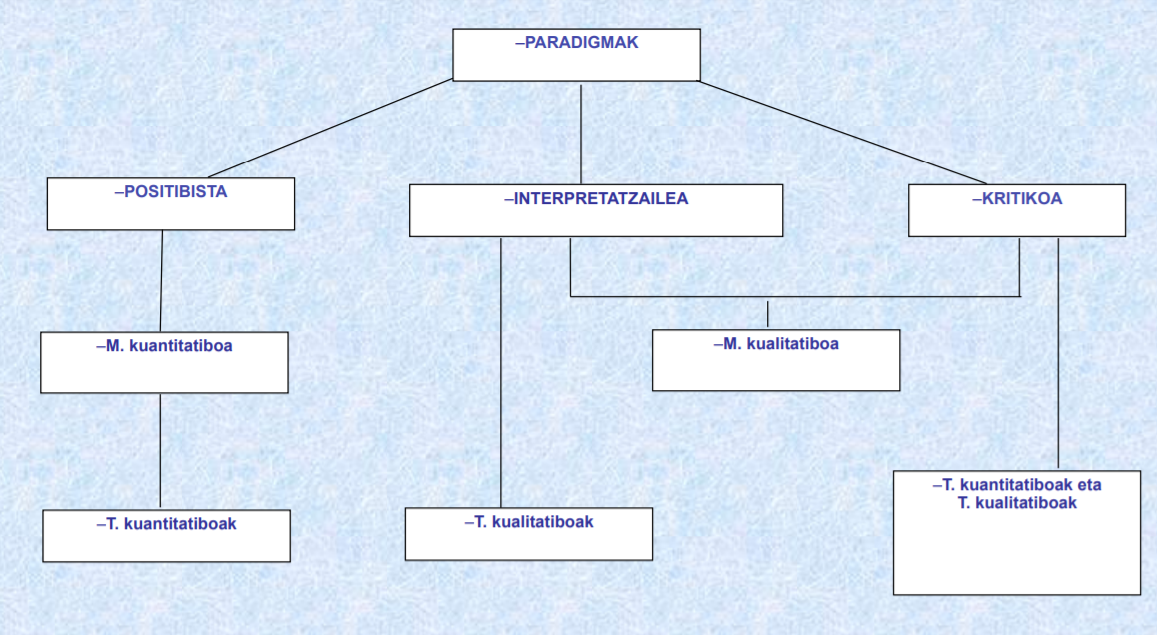 –PARADIGMAK
–POSITIBISTA
–INTERPRETATZAILEA
–KRITIKOA
–M. kuantitatiboa
–M. kualitatiboa
–T. kuantitatiboak
–T. kualitatiboak
–T. kuantitatiboak eta
T. kualitatiboak